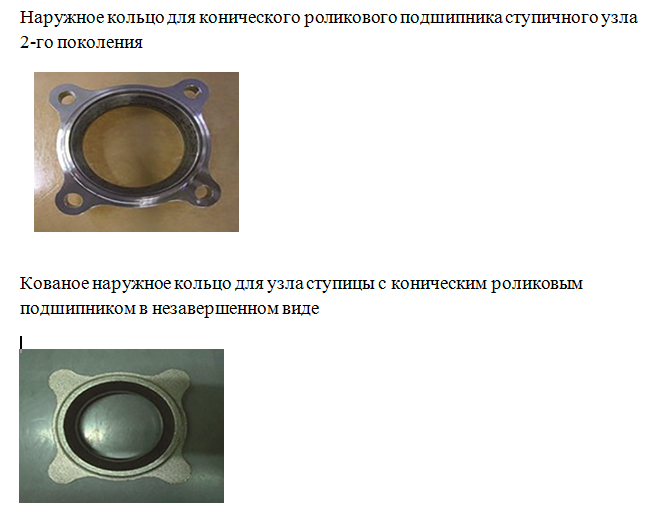 Наружное кольцо для конического роликового подшипника ступичного узла
2-го поколения
Кованое наружное кольцо для узла ступицы с коническим роликовым
подшипником в незавершенном виде